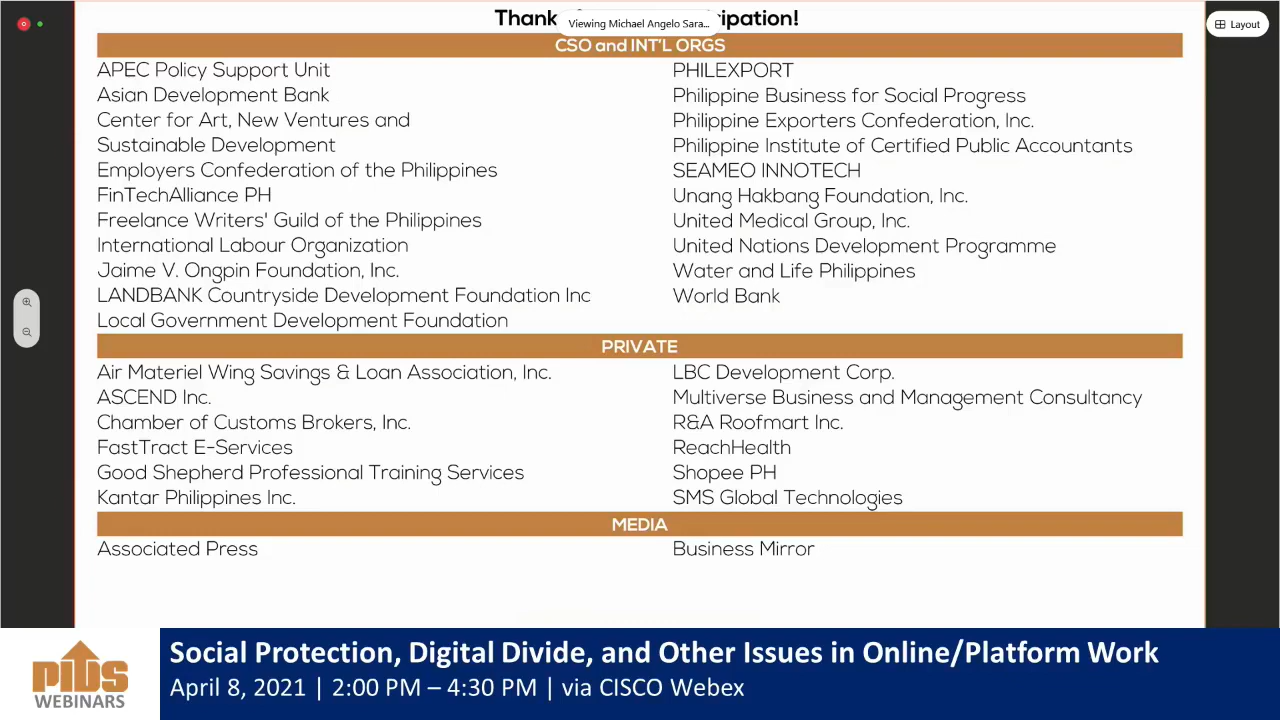 Thank
ipation!
Viewing Michael Angelo Sara...
Layout
CSO and INT'L ORGS
APEC Policy Support Unit
Asian Development Bank
Center for Art, New Ventures and
Sustainable Development
Employers Confederation of the Philippines
FinTechAlliance PH
Freelance Writers' Guild of the Philippines
International Labour Organization
Jaime V. Ongpin Foundation, Inc.
LANDBANK Countryside Development Foundation Inc
Local Government Development Foundation
PHILEXPORT
Philippine Business for Social Progress
Philippine Exporters Confederation, Inc.
Philippine Institute of Certified Public Accountants
SEAMEO INNOTECH
Unang Hakbang Foundation, Inc.
United Medical Group, Inc.
United Nations Development Programme
Water and Life Philippines
World Bank
PRIVATE
Air Materiel Wing Savings & Loan Association, Inc.
ASCEND Inc.
Chamber of Customs Brokers, Inc.
FastTract E-Services
Good Shepherd Professional Training Services
Kantar Philippines Inc.
LBC Development Corp.
Multiverse Business and Management Consultancy
R&A Roofmart Inc.
ReachHealth
Shopee PH
SMS Global Technologies
MEDIA
Associated Press
Business Mirror
PIDS
WEBINARS
Social Protection, Digital Divide, and Other Issues in Online/Platform Work
April 8, 2021 | 2:00 PM – 4:30 PM | via CISCO Webex